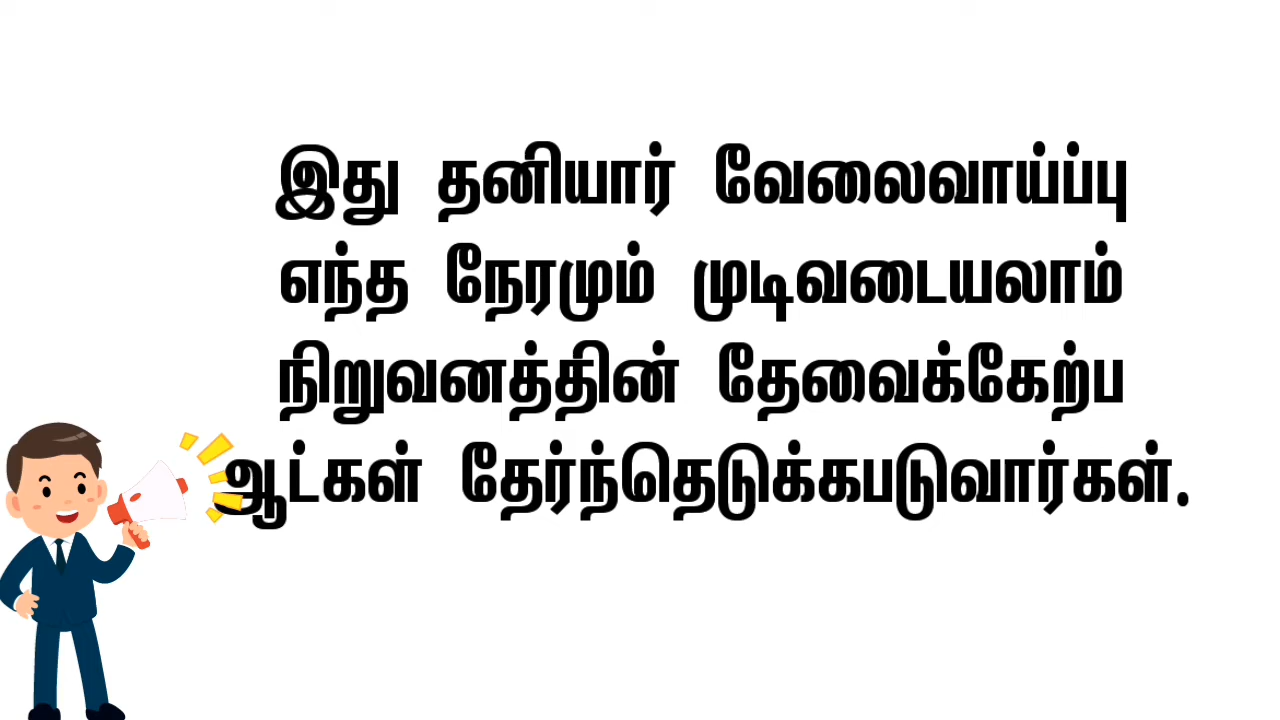 இது தனியார் வேலைவாய்ப்பு
எந்த நேரமும் முடிவடையலாம்
நிறுவனத்தின் தேவைக்கேற்ப
ஆட்கள் தேர்ந்தெடுக்கபடுவார்கள்.